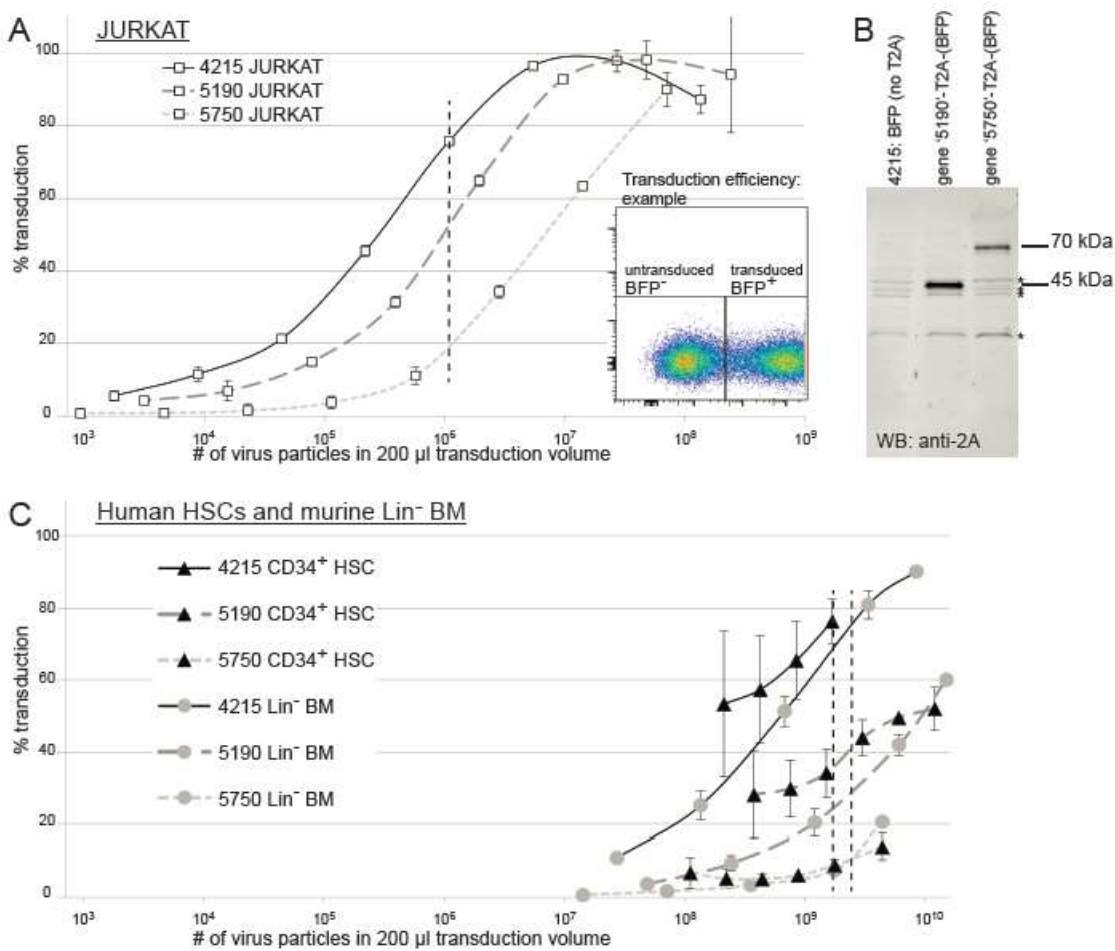 A
JURKAT
% transduction
100
80
60
40
20
0
4215 JURKAT
5190 JURKAT
5750 JURKAT
Transduction efficiency:
example
untransduced
BFP⁻
transduced
BFP⁺
10³
10⁴
10⁵
10⁶
10⁷
10⁸
10⁹
# of virus particles in 200 µl transduction volume
B
4215: BFP (no T2A)
gene '5190'-T2A-(BFP)
gene '5750'-T2A-(BFP)
70 kDa
45 kDa
*
*
*
*
WB: anti-2A
C
Human HSCs and murine Lin⁻ BM
% transduction
100
80
60
40
20
0
4215 CD34⁺ HSC
5190 CD34⁺ HSC
5750 CD34⁺ HSC
4215 Lin⁻ BM
5190 Lin⁻ BM
5750 Lin⁻ BM
10³
10⁴
10⁵
10⁶
10⁷
10⁸
10⁹
10¹⁰
# of virus particles in 200 µl transduction volume